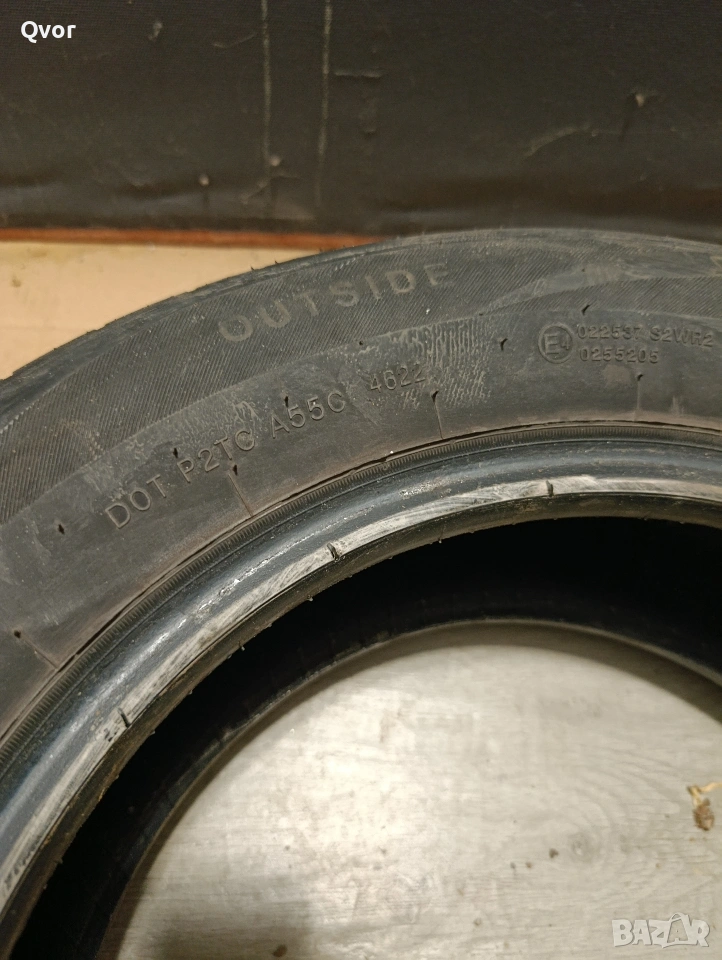 Qvor
OUTSIDE
E4 022537 S2WR2
0255205
DOT P2TC A55C 4622
BAZAR